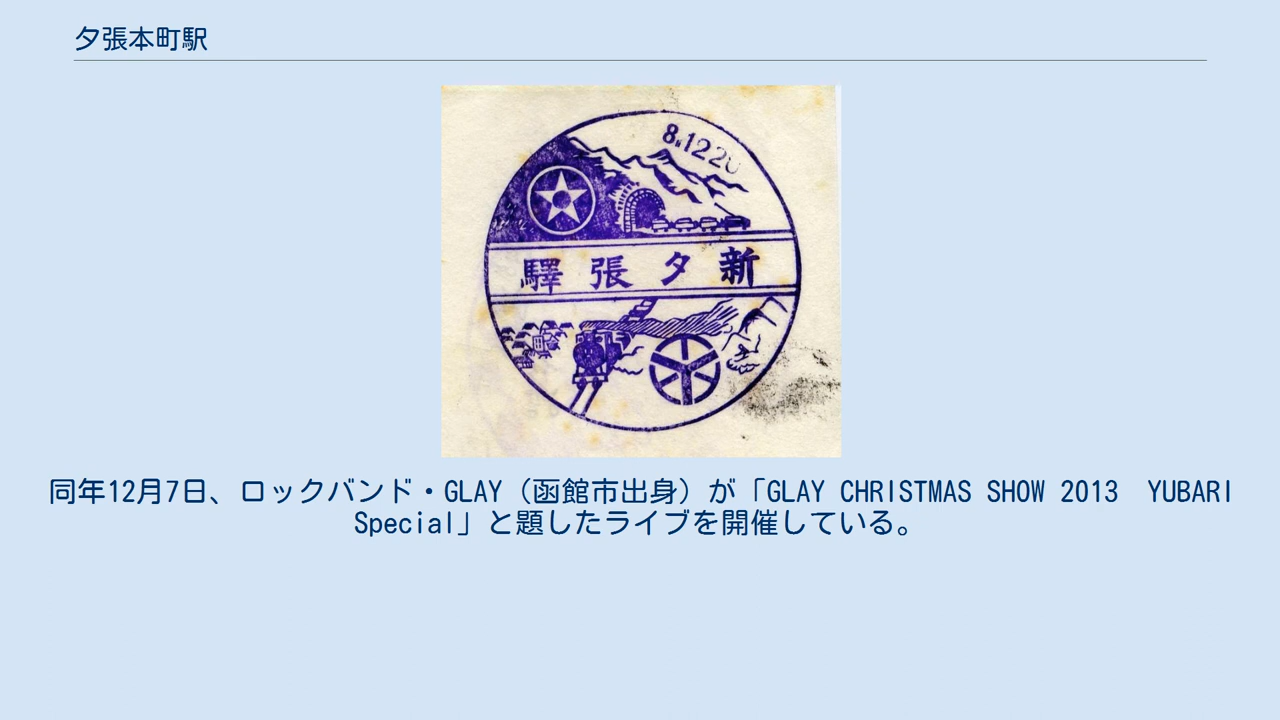 夕張本町駅
8.12.20
驛張夕新
同年12月7日、ロックバンド・GLAY（函館市出身）が「GLAY CHRISTMAS SHOW 2013　YUBARI
Special」と題したライブを開催している。